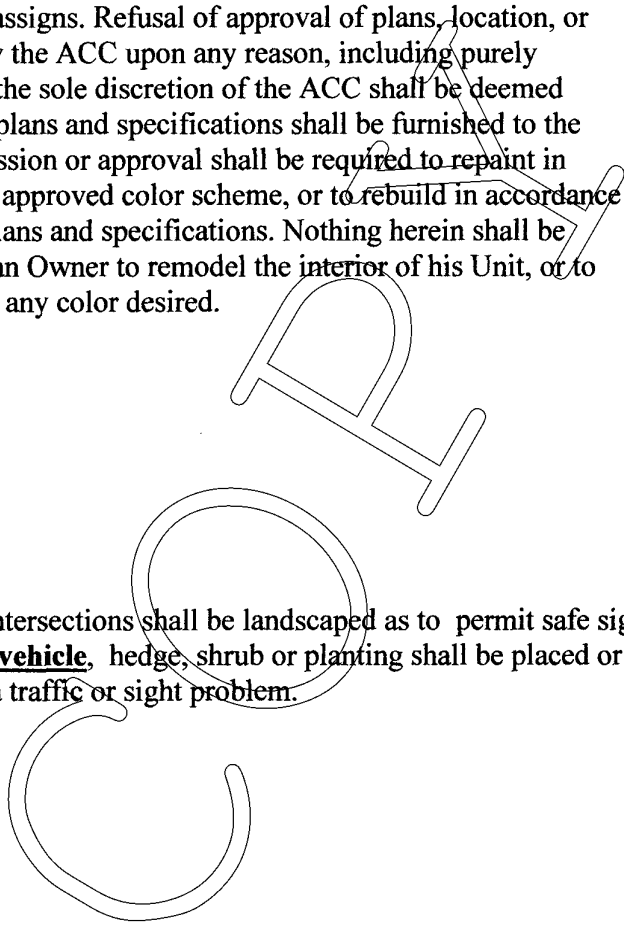 assigns. Refusal of approval of plans, location, or
the ACC upon any reason, including purely
the sole discretion of the ACC shall be deemed
plans and specifications shall be furnished to the
ssion or approval shall be required to repaint in
approved color scheme, or to rebuild in accordance
ans and specifications. Nothing herein shall be
an Owner to remodel the interior of his Unit, or to
any color desired.
ntersections shall be landscaped as to permit safe sig
vehicle, hedge, shrub or planting shall be placed or
traffic or sight problem.
COPY